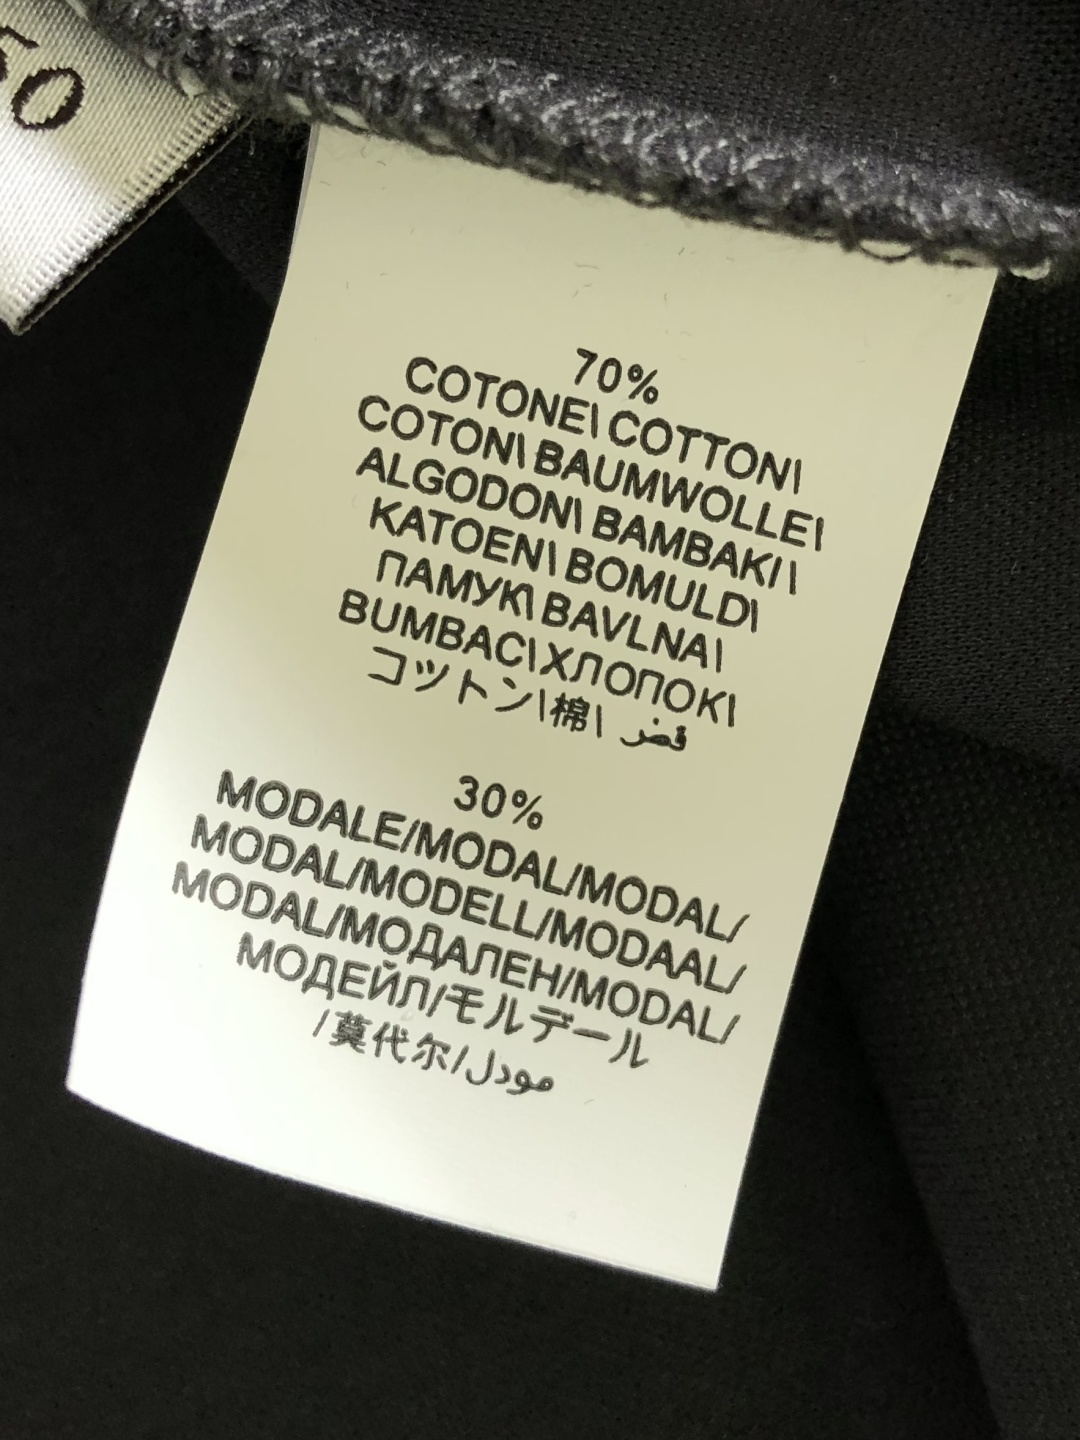 50
70%
COTONE\ COTTON\
COTON\ BAUMWOLLE\
ALGODON\ BAMBAKI\
KATOEN\ BOMULD\
ПАМУК\ BAVLNA\
BUMBAC\ ХЛОПОК\
コットン\棉\ قطن
30%
MODALE/MODAL/MODAL/
MODAL/MODELL/MODAAL/
MODAL/МОДАЛЕН/MODAL/
МОДЕЙЛ/モルデール
/莫代尔/مودل